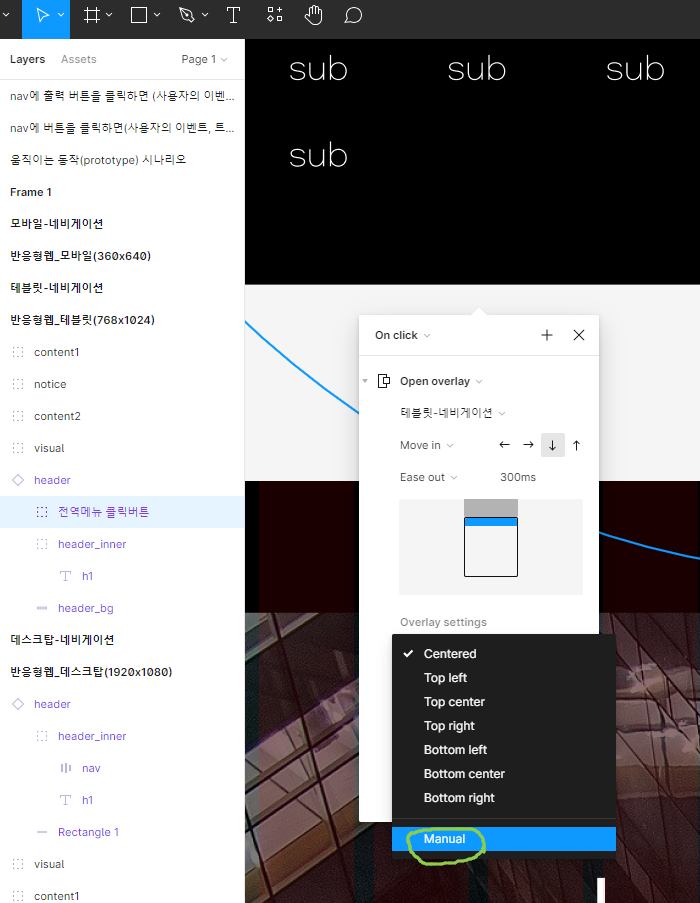 Layers Assets Page 1
nav에 출력 버튼을 클릭하면 (사용자의 이벤...
nav에 버튼을 클릭하면(사용자의 이벤트, 트...
움직이는 동작(prototype) 시나리오
Frame 1
모바일-네비게이션
반응형웹_모바일(360x640)
테블릿-네비게이션
반응형웹_테블릿(768x1024)
content1
notice
content2
visual
header
전역메뉴 클릭버튼
header_inner
h1
header_bg
데스크탑-네비게이션
반응형웹_데스크탑(1920x1080)
header
header_inner
nav
h1
Rectangle 1
visual
content1
sub sub sub
sub
On click
Open overlay
테블릿-네비게이션
Move in
Ease out 300ms
Overlay settings
Centered
Top left
Top center
Top right
Bottom left
Bottom center
Bottom right
Manual